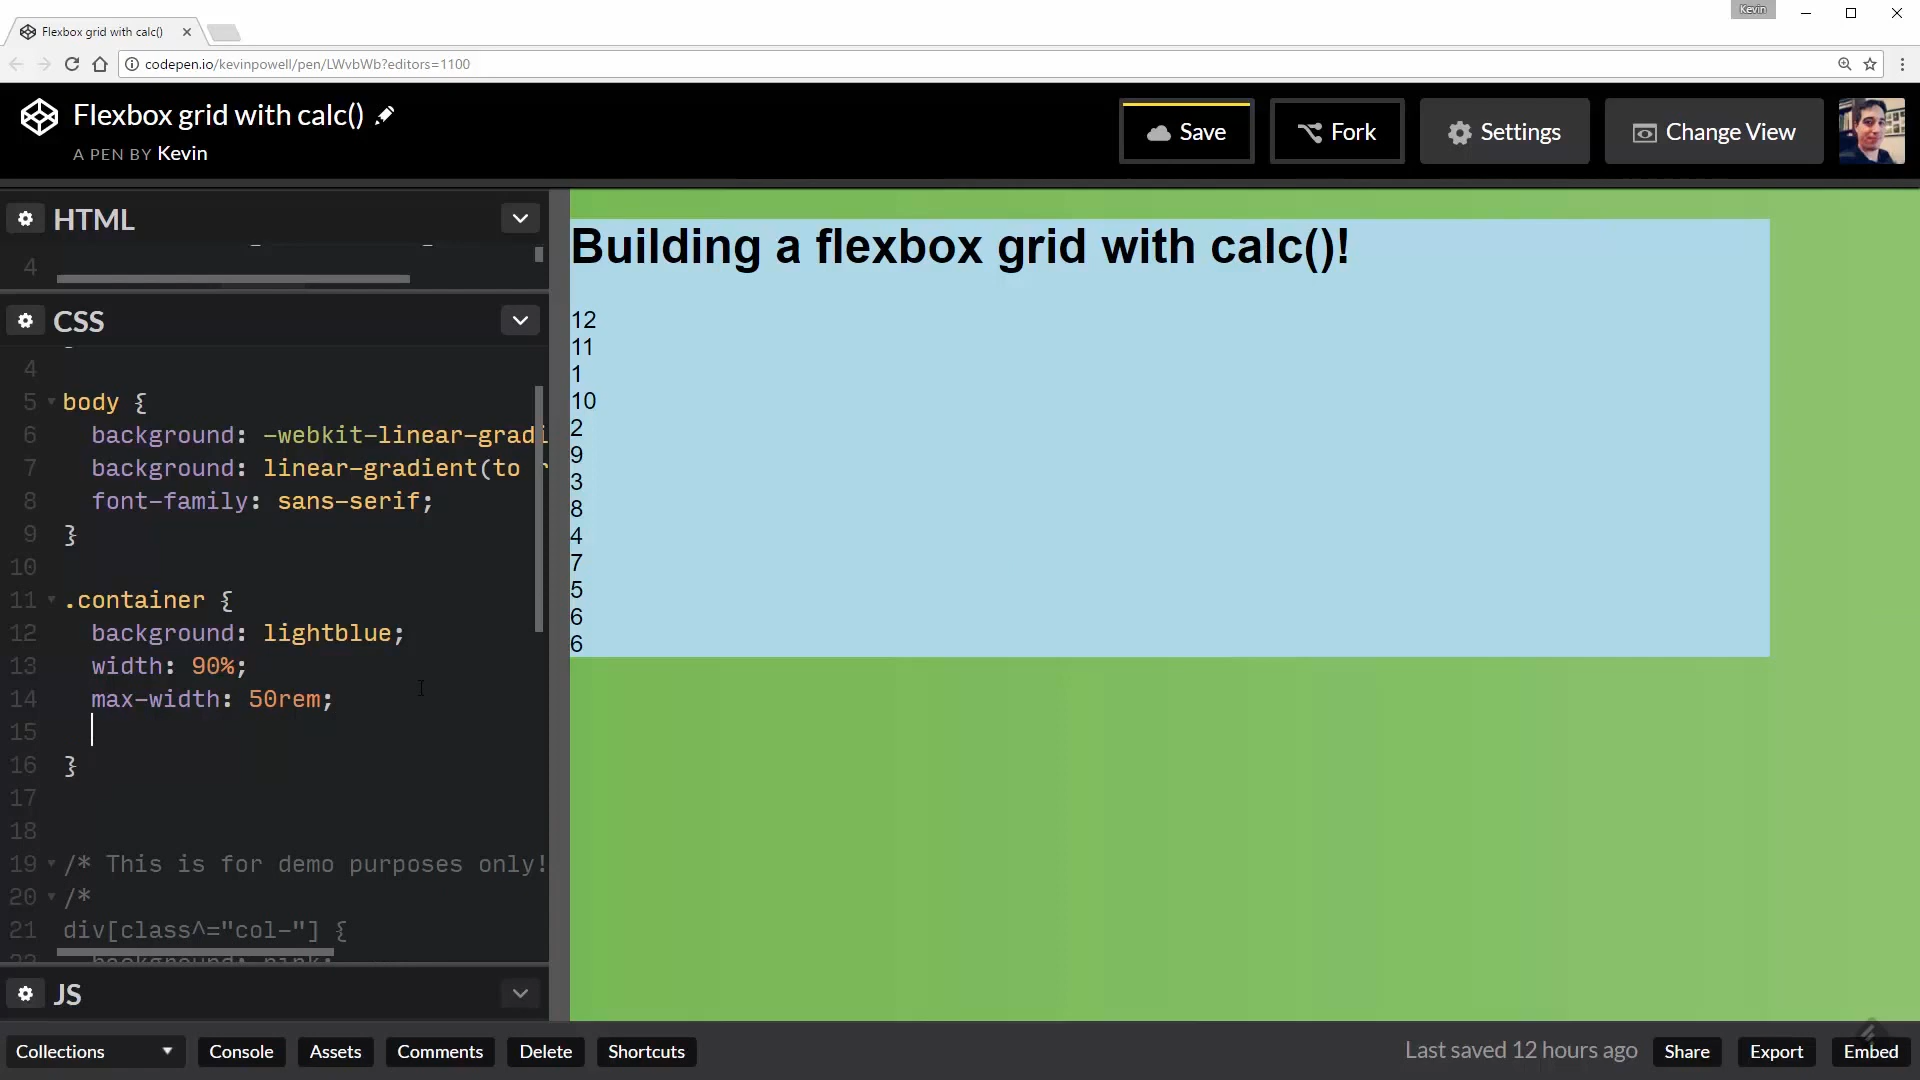 Kevin
Flexbox grid with calc()
codepen.io/kevinpowell/pen/LWvbWb?editors=1100
Flexbox grid with calc()
A PEN BY Kevin
Save
Fork
Settings
Change View
HTML
4
CSS
4
5 body {
6 background: -webkit-linear-gradi
7 background: linear-gradient(to r
8 font-family: sans-serif;
9 }
10
11 .container {
12 background: lightblue;
13 width: 90%;
14 max-width: 50rem;
15
16 }
17
18
19 /* This is for demo purposes only!
20 /*
21 div[class^="col-"] {
22 background: pink;
JS
Building a flexbox grid with calc()!
12
11
1
10
2
9
3
8
4
7
5
6
6
Collections
Console
Assets
Comments
Delete
Shortcuts
Last saved 12 hours ago
Share
Export
Embed